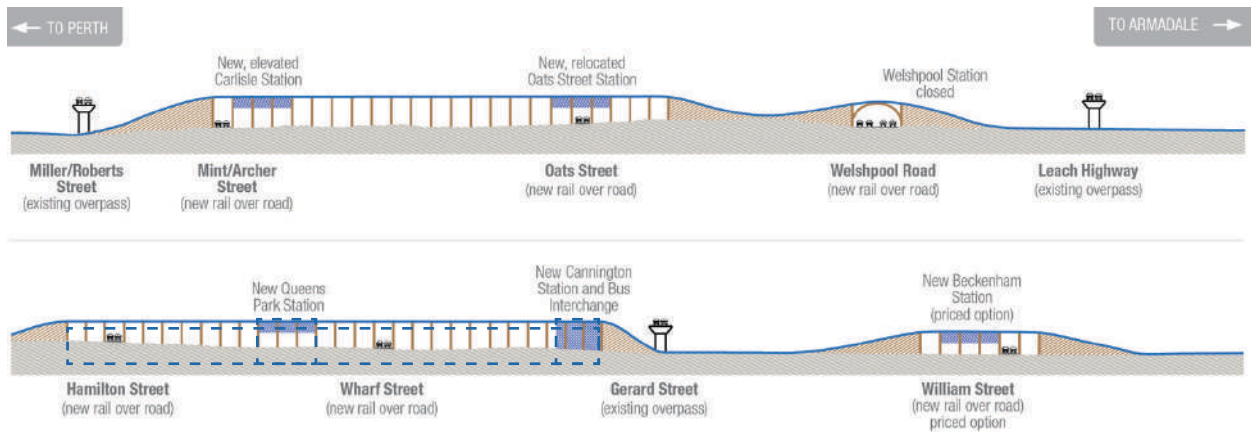 TO PERTH
TO ARMADALE
New, elevated
Carlisle Station
New, relocated
Oats Street Station
Welshpool Station
closed
Miller/Roberts
Street
(existing overpass)
Mint/Archer
Street
(new rail over road)
Oats Street
(new rail over road)
Welshpool Road
(new rail over road)
Leach Highway
(existing overpass)
New Queens
Park Station
New Cannington
Station and Bus
Interchange
New Beckenham
Station
(priced option)
Hamilton Street
(new rail over road)
Wharf Street
(new rail over road)
Gerard Street
(existing overpass)
William Street
(new rail over road)
priced option